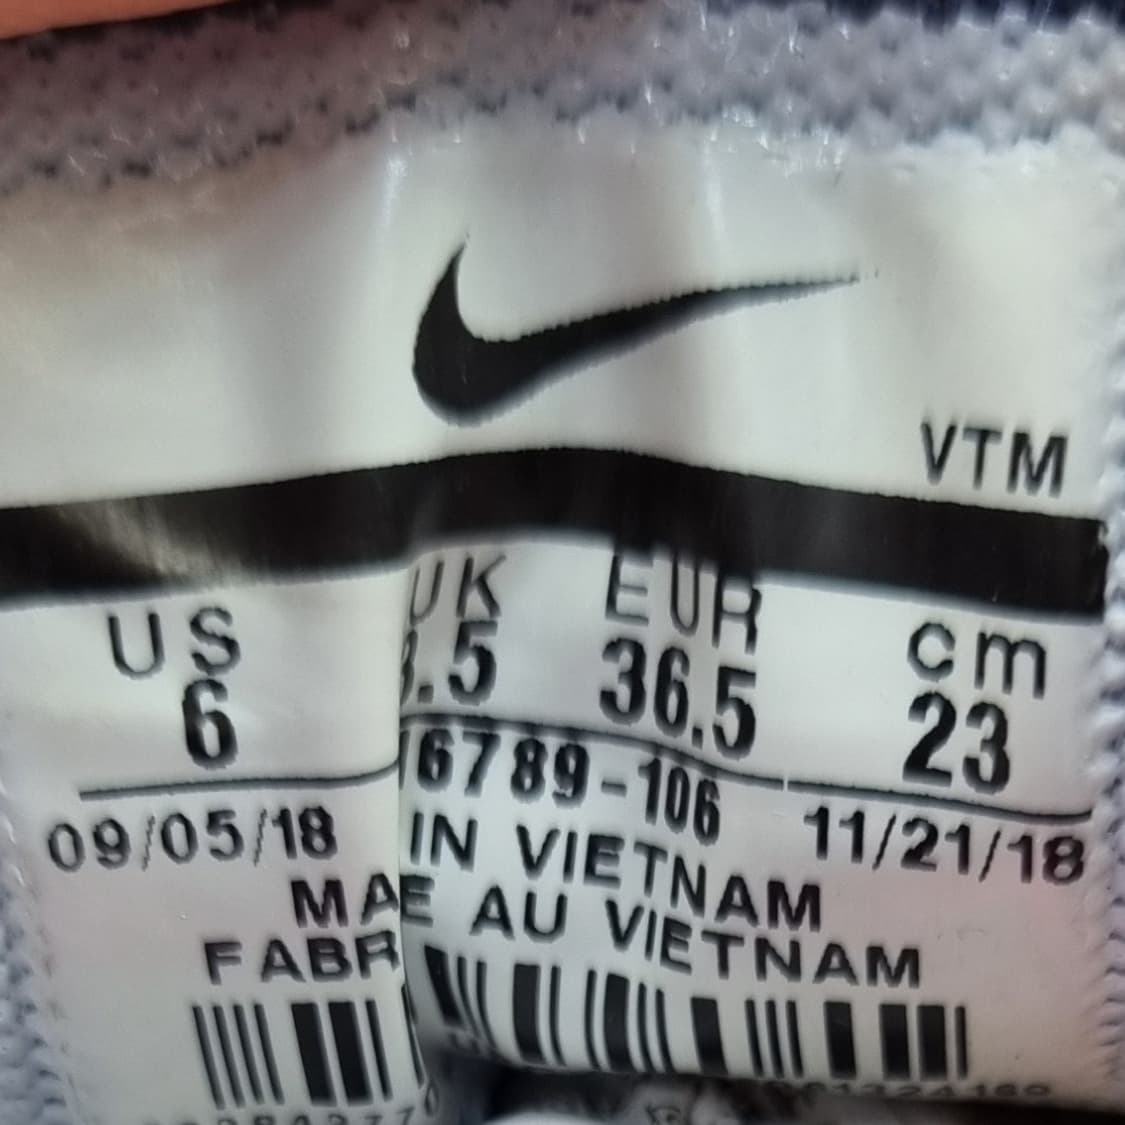 VTM
US UK EUR cm
6 3.5 36.5 23
6789-106
09/05/18 11/21/18
IN VIETNAM
FABR AU VIETNAM